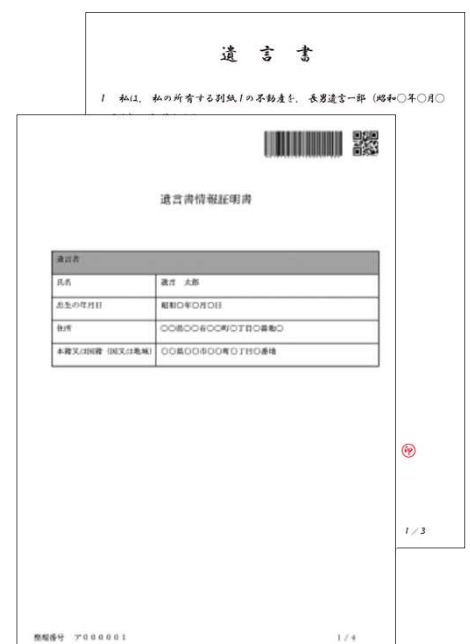 遺言書
1 私は、私の所有する別紙1の不動産を、長男遺言一郎(昭和○年○月○
印
1/3
遺言書情報証明書
遺言者
氏名 遺言 太郎
出生の年月日 昭和○年○月○日
住所 ○○県○○市○○町○丁目○番地○
本籍又は国籍(国又は地域) ○○県○○市○○町○丁目○番地
整理番号 ア000001
1/4